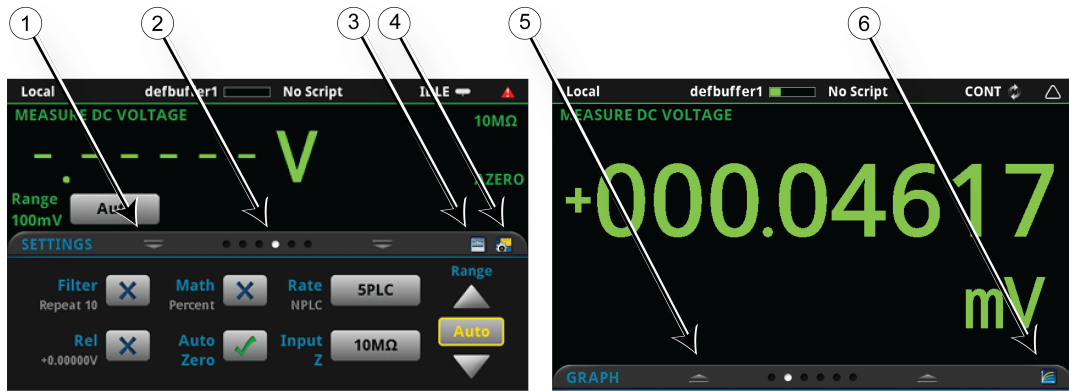 1 2 3 4 5 6
Local defbuffer1 No Script IDLE
MEASURE DC VOLTAGE
10MΩ
-.- - - - - V
AZERO
Range
100mV
Auto
SETTINGS
Filter
Repeat 10
Math
Percent
Rate
NPLC
5PLC
Range
Rel
+0.00000V
Auto
Zero
Input
Z
10MΩ
Auto
Local defbuffer1 No Script CONT
MEASURE DC VOLTAGE
+000.04617
mV
GRAPH